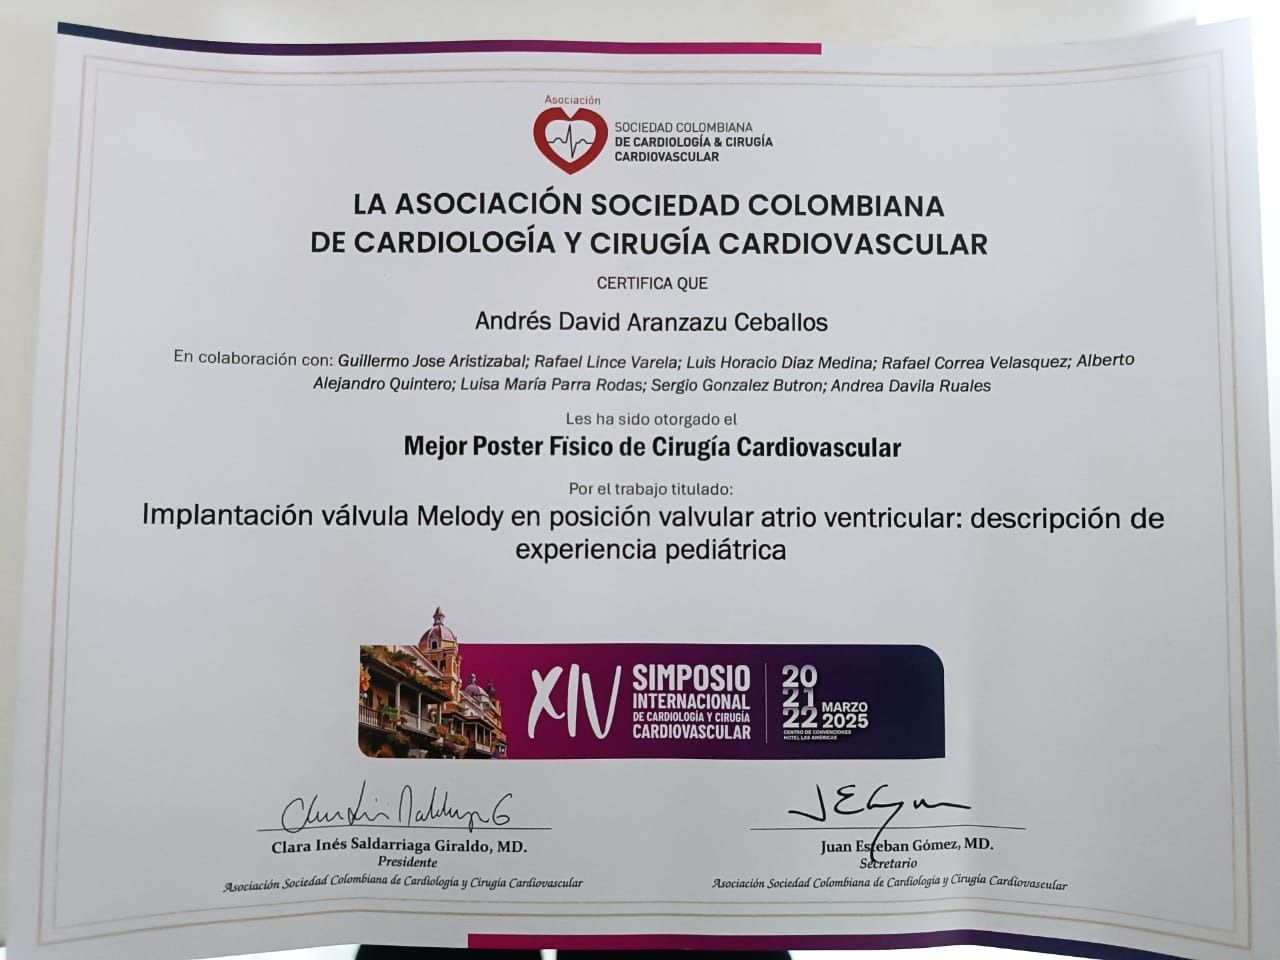 Asociación
SOCIEDAD COLOMBIANA
DE CARDIOLOGÍA & CIRUGÍA
CARDIOVASCULAR
LA ASOCIACIÓN SOCIEDAD COLOMBIANA
DE CARDIOLOGÍA Y CIRUGÍA CARDIOVASCULAR
CERTIFICA QUE
Andrés David Aranzazu Ceballos
En colaboración con: Guillermo Jose Aristizabal; Rafael Lince Varela; Luis Horacio Diaz Medina; Rafael Correa Velasquez; Alberto
Alejandro Quintero; Luisa María Parra Rodas; Sergio Gonzalez Butron; Andrea Davila Ruales
Les ha sido otorgado el
Mejor Poster Físico de Cirugía Cardiovascular
Por el trabajo titulado:
Implantación válvula Melody en posición valvular atrio ventricular: descripción de
experiencia pediátrica
XIV SIMPOSIO
INTERNACIONAL
DE CARDIOLOGÍA Y CIRUGÍA
CARDIOVASCULAR
20
21
22 MARZO
2025
CENTRO DE CONVENCIONES
HOTEL LAS AMÉRICAS
Clara Inés Saldarriaga Giraldo, MD.
Presidente
Asociación Sociedad Colombiana de Cardiología y Cirugía Cardiovascular
Juan Esteban Gómez, MD.
Secretario
Asociación Sociedad Colombiana de Cardiología y Cirugía Cardiovascular